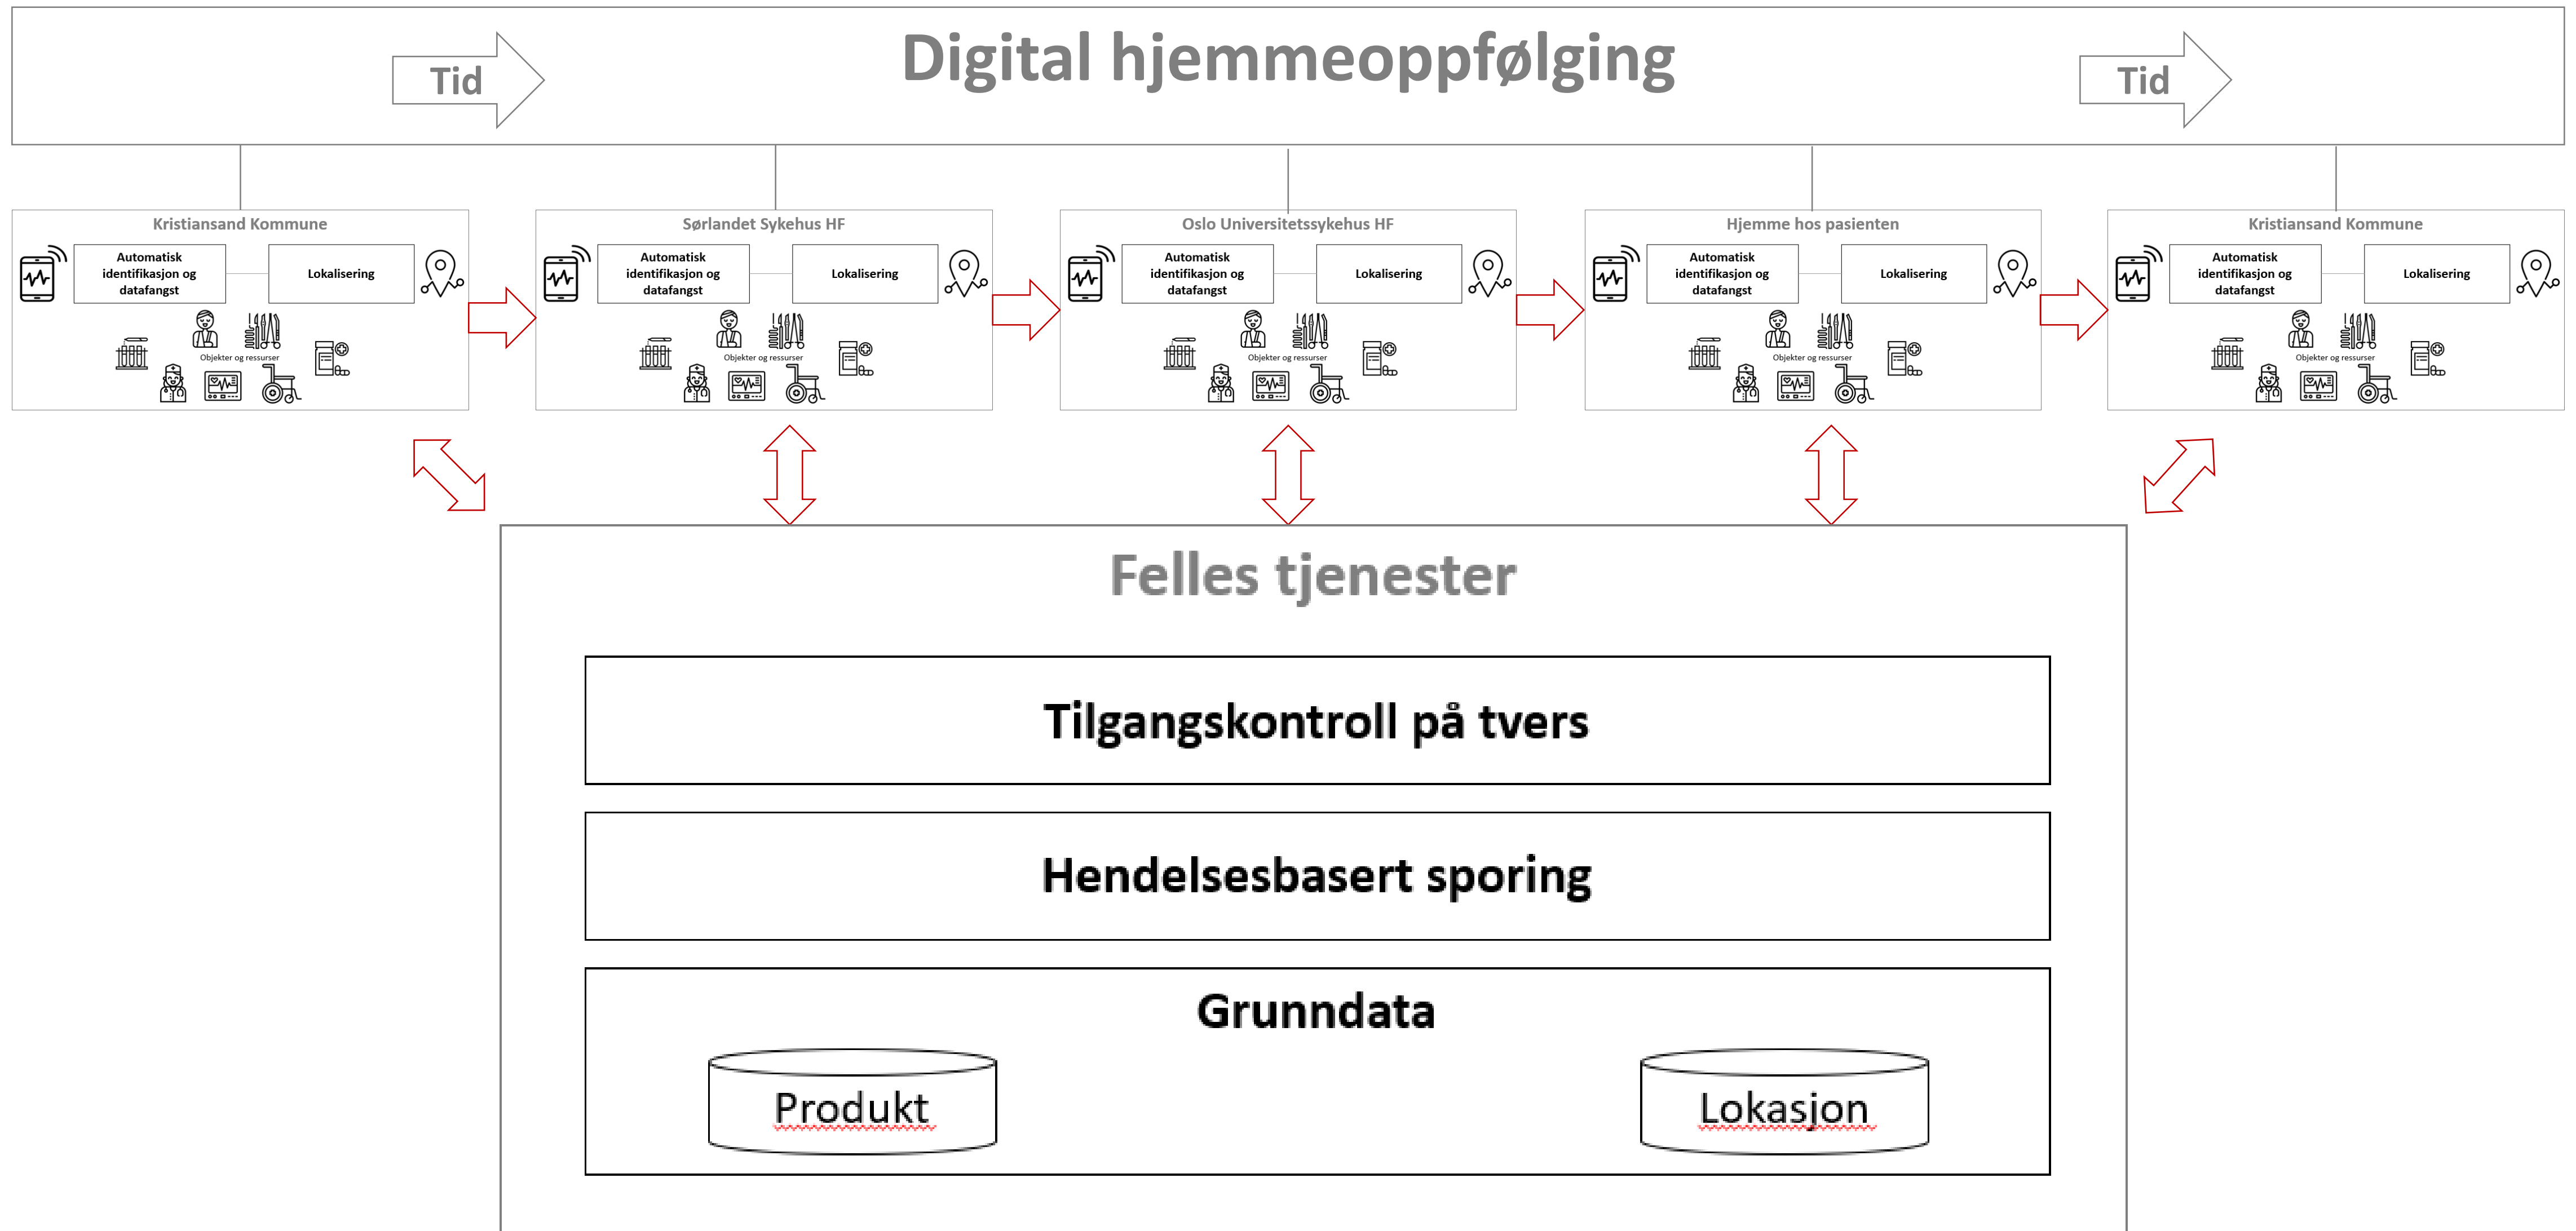 Digital hjemmeoppfølging
Tid
Tid
Kristiansand Kommune
Automatisk
identifikasjon og
datafangst
Lokalisering
Objekter og ressurser
Sørlandet Sykehus HF
Automatisk
identifikasjon og
datafangst
Lokalisering
Objekter og ressurser
Oslo Universitetssykehus HF
Automatisk
identifikasjon og
datafangst
Lokalisering
Objekter og ressurser
Hjemme hos pasienten
Automatisk
identifikasjon og
datafangst
Lokalisering
Objekter og ressurser
Kristiansand Kommune
Automatisk
identifikasjon og
datafangst
Lokalisering
Objekter og ressurser
Felles tjenester
Tilgangskontroll på tvers
Hendelsesbasert sporing
Grunndata
Produkt
Lokasjon